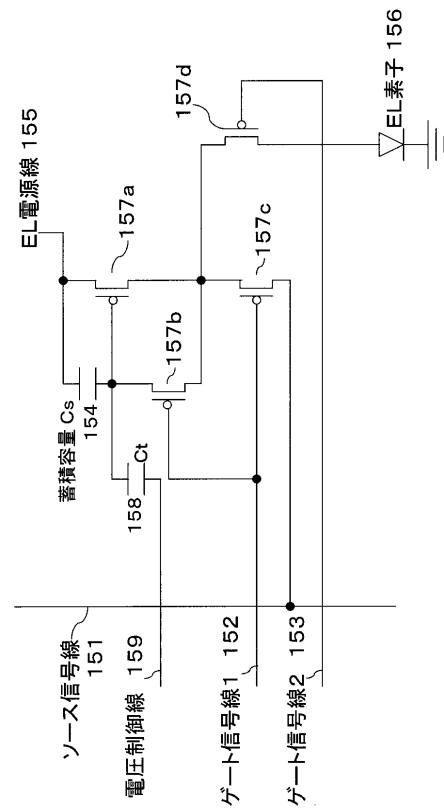 EL電源線 155
蓄積容量 Cs
154
157a
157b
157c
157d
EL素子 156
Ct
158
ソース信号線
151
電圧制御線 159
ゲート信号線1 152
ゲート信号線2 153